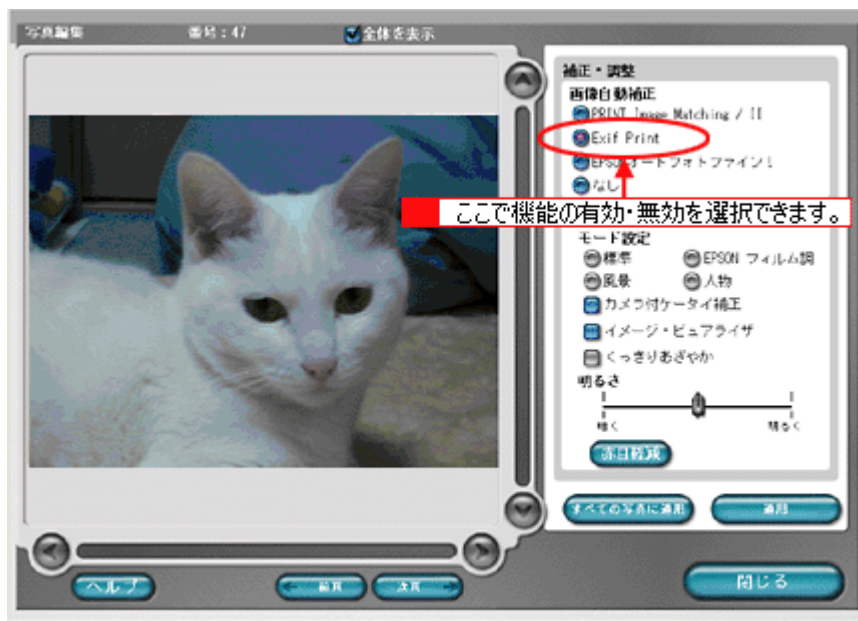 写真編集
番号：47
全体を表示
補正・調整
画像自動補正
PRINT Image Matching / II
Exif Print
EPSONオートフォトファイン！
なし
ここで機能の有効・無効を選択できます。
モード設定
標準
EPSON フィルム調
風景
人物
カメラ付ケータイ補正
イメージ・ピュアライザ
くっきりあざやか
明るさ
暗く
明るく
赤目軽減
すべての写真に適用
適用
ヘルプ
← 前頁
次頁 →
閉じる